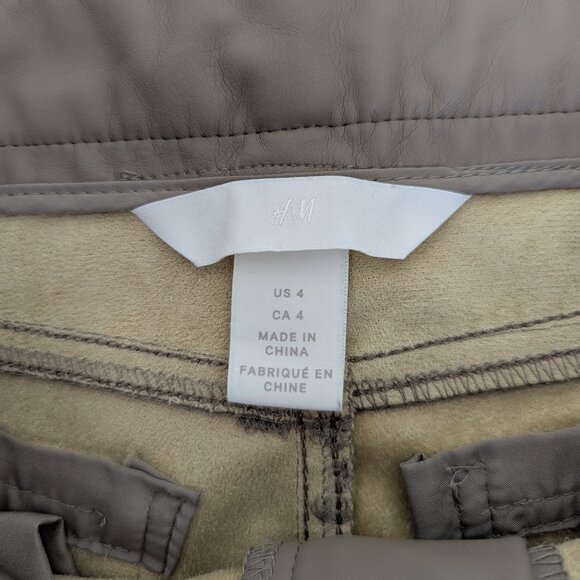 H&M
US 4
CA 4
MADE IN
CHINA
FABRIQUÉ EN
CHINE